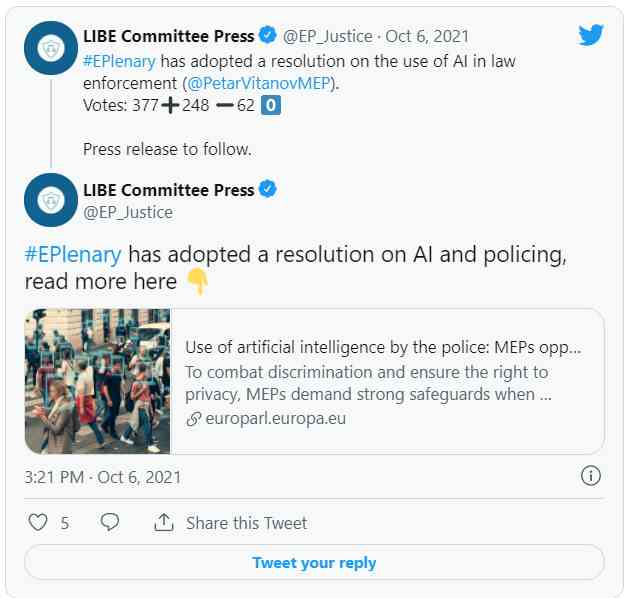 LIBE Committee Press @EP_Justice · Oct 6, 2021
#EPlenary has adopted a resolution on the use of AI in law
enforcement (@PetarVitanovMEP).
Votes: 377➕248 ➖62 0️⃣
Press release to follow.
LIBE Committee Press
@EP_Justice
#EPlenary has adopted a resolution on AI and policing,
read more here 👇
Use of artificial intelligence by the police: MEPs opp...
To combat discrimination and ensure the right to
privacy, MEPs demand strong safeguards when ...
europarl.europa.eu
3:21 PM · Oct 6, 2021
5
Share this Tweet
Tweet your reply